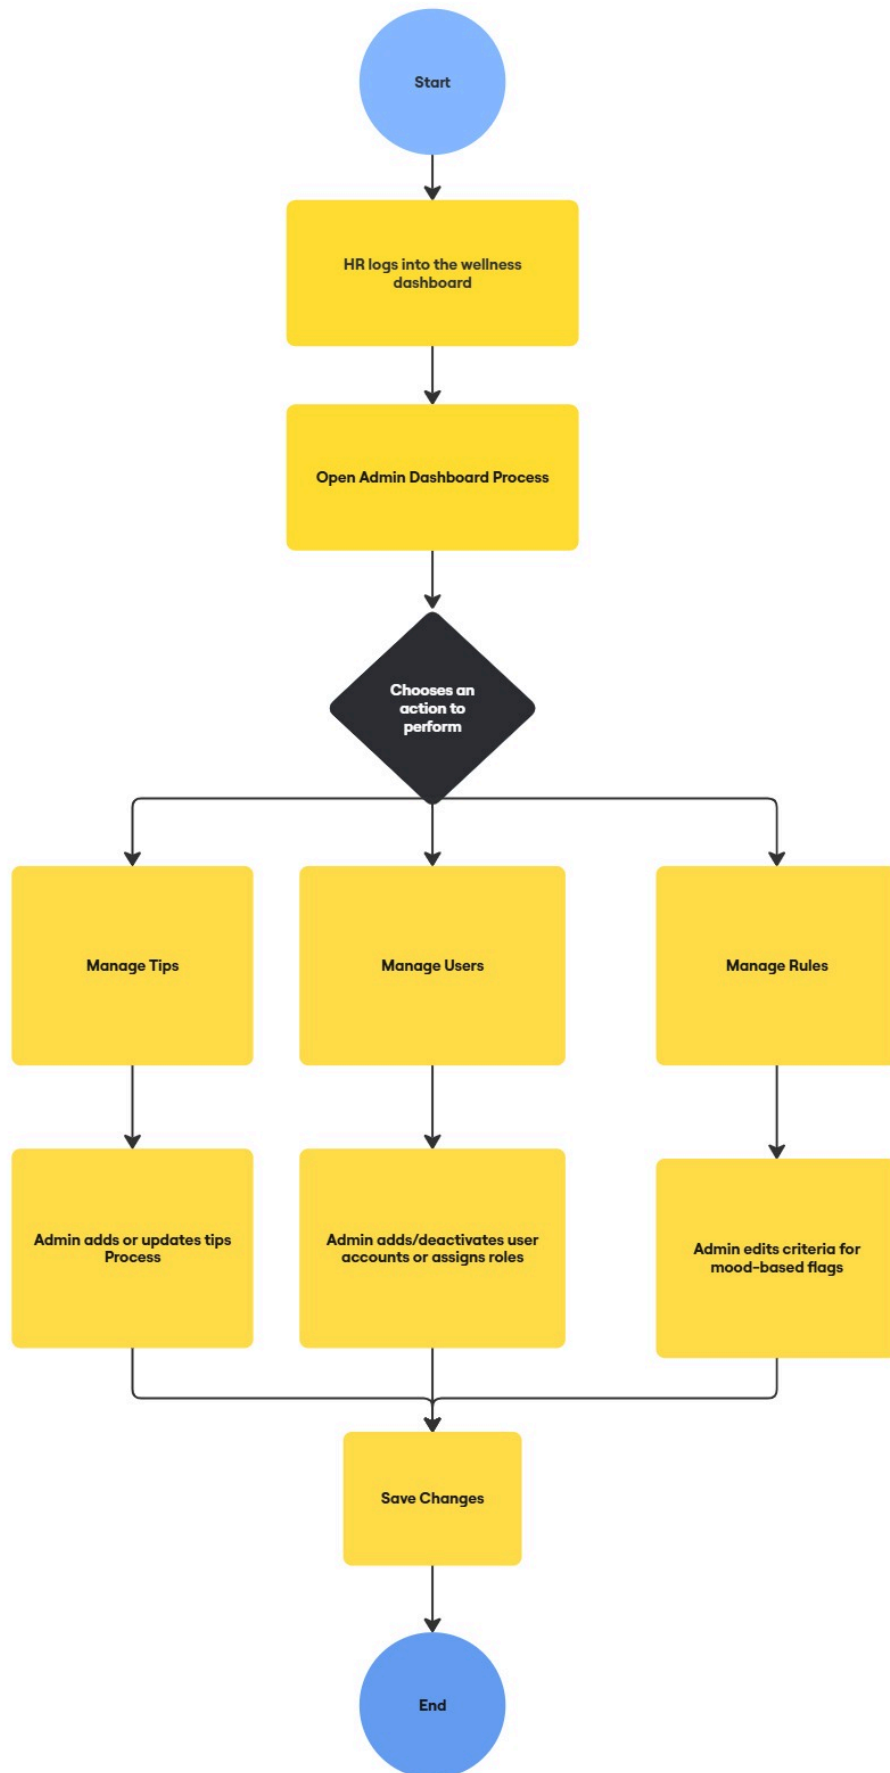 Start
HR logs into the wellness
dashboard
Open Admin Dashboard Process
Chooses an
action to
perform
Manage Tips
Manage Users
Manage Rules
Admin adds or updates tips
Process
Admin adds/deactivates user
accounts or assigns roles
Admin edits criteria for
mood-based flags
Save Changes
End